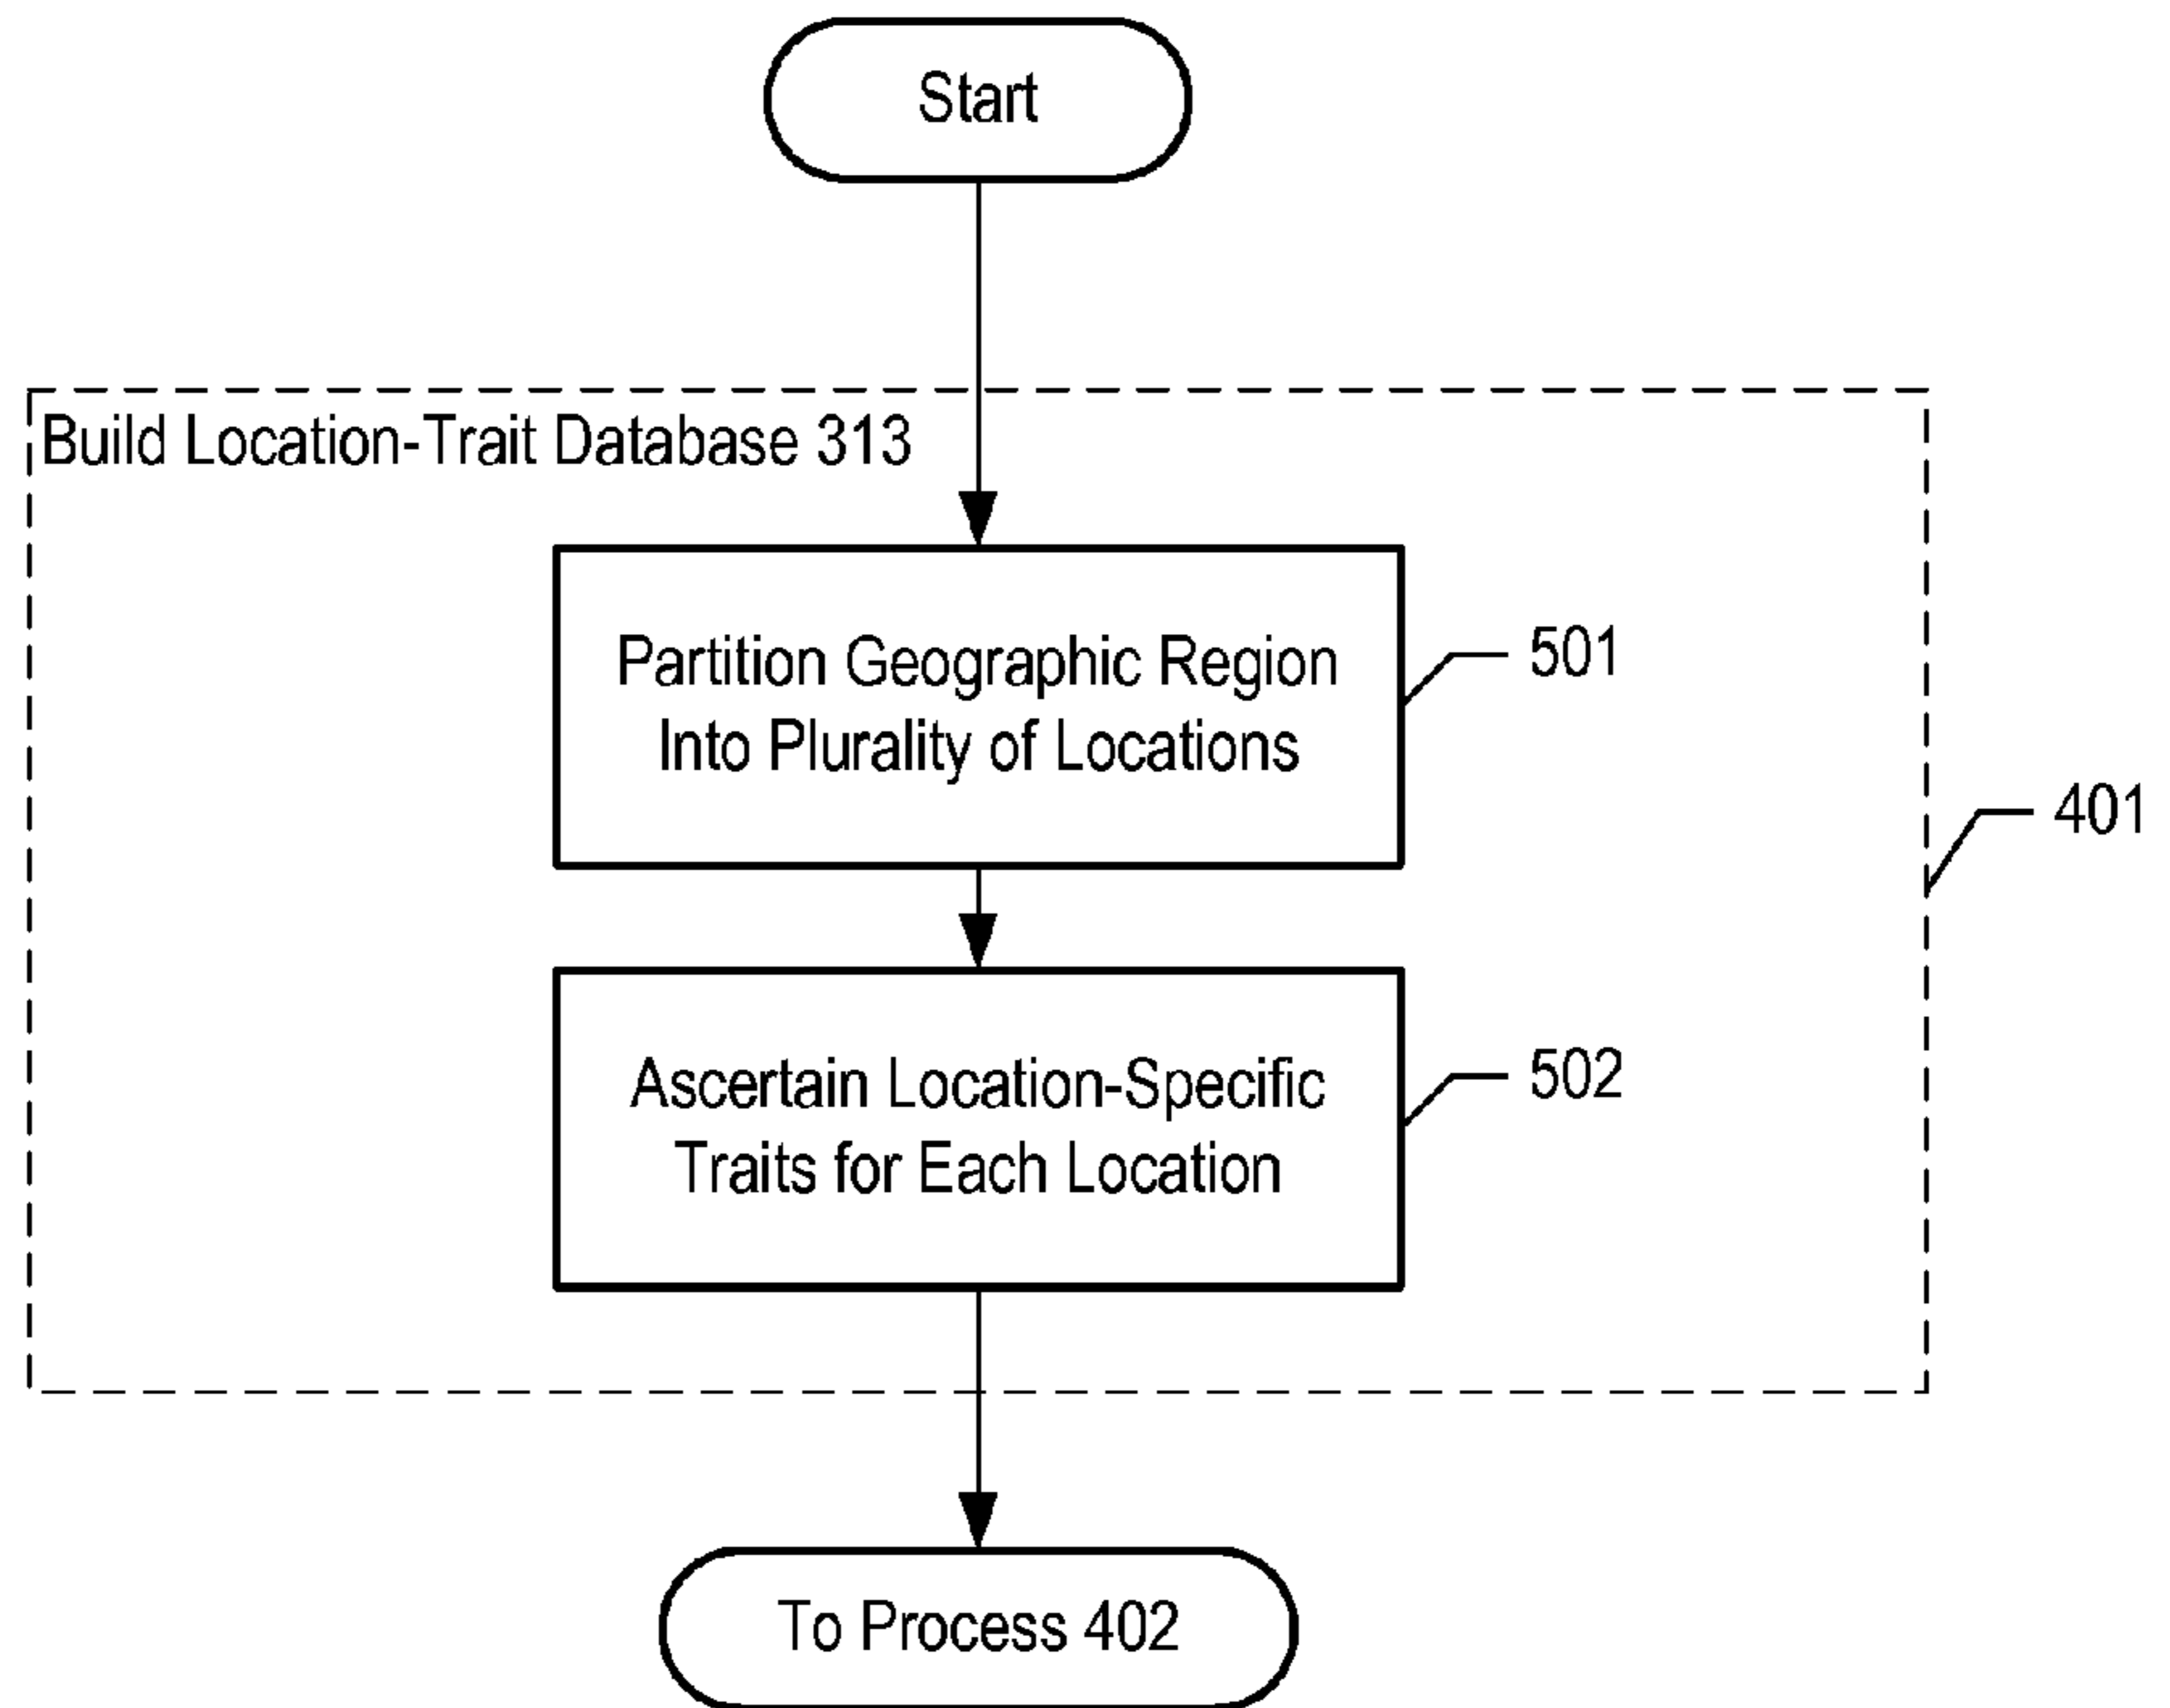 Start
Build Location-Trait Database 313
Partition Geographic Region
Into Plurality of Locations
501
401
Ascertain Location-Specific
Traits for Each Location
502
To Process 402